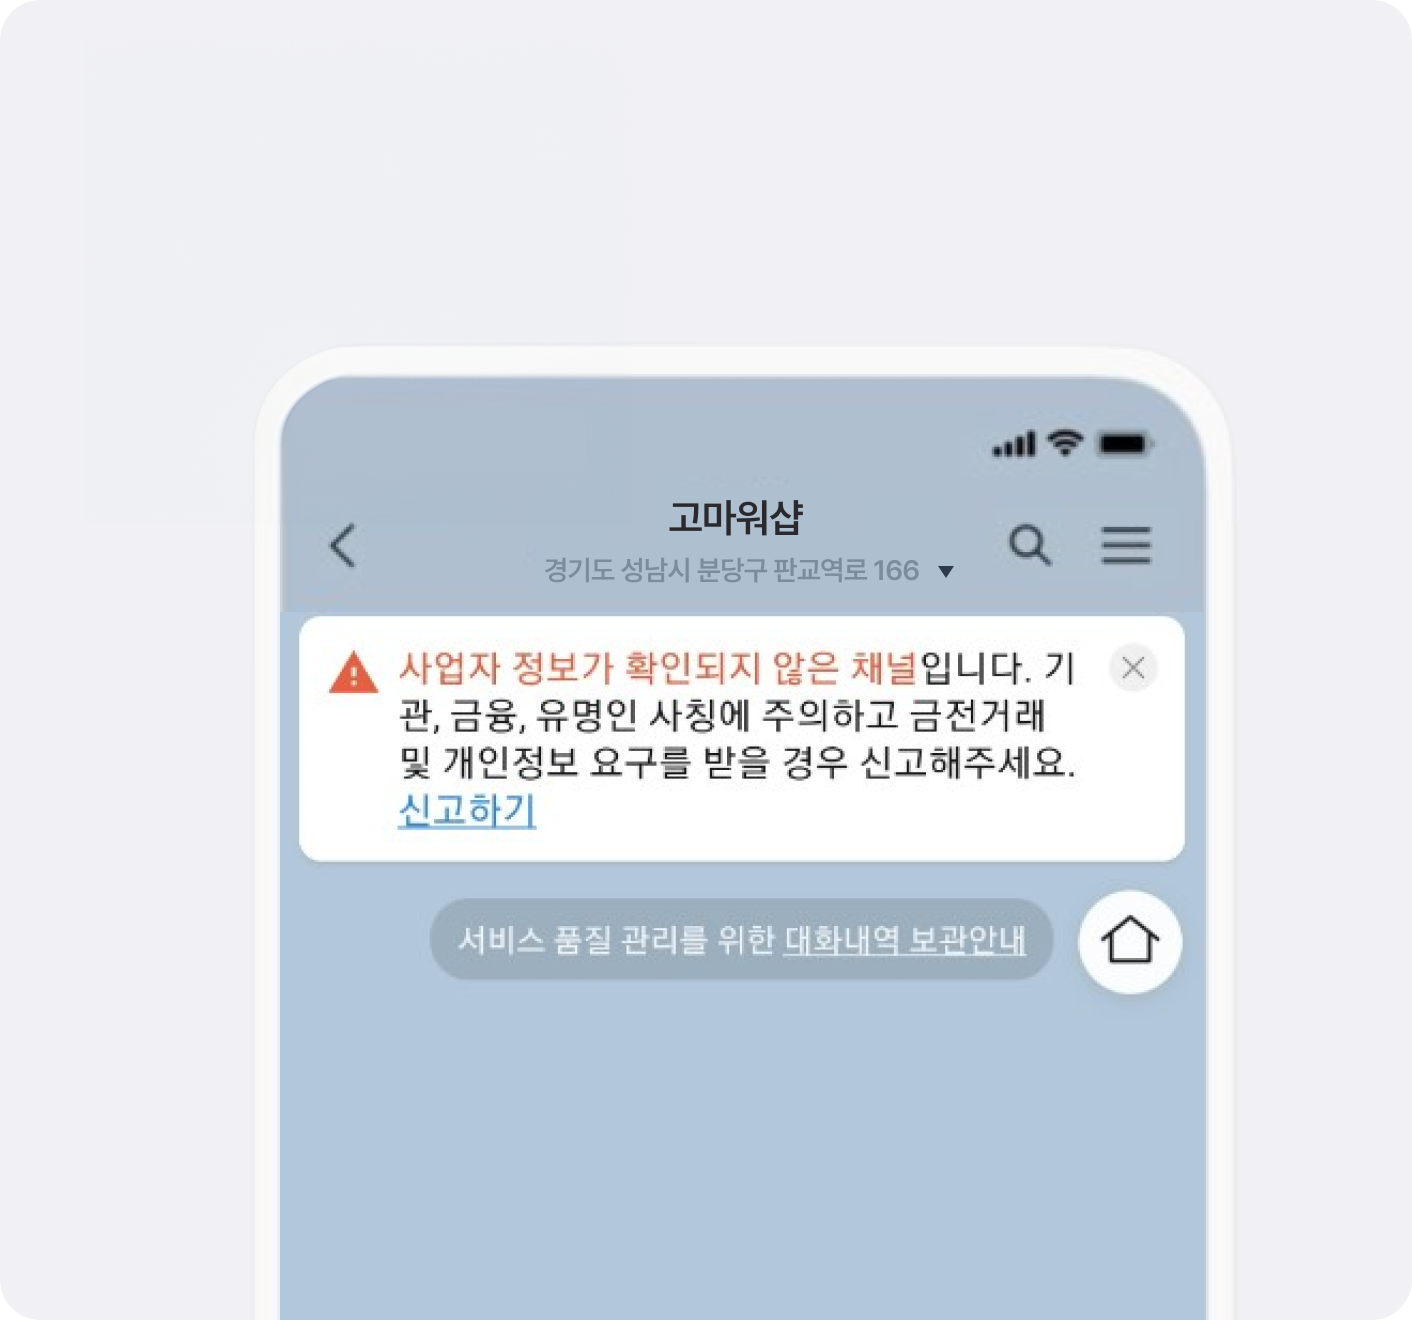 고마워샵
경기도 성남시 분당구 판교역로 166
사업자 정보가 확인되지 않은 채널입니다. 기
관, 금융, 유명인 사칭에 주의하고 금전거래
및 개인정보 요구를 받을 경우 신고해주세요.
신고하기
서비스 품질 관리를 위한 대화내역 보관안내